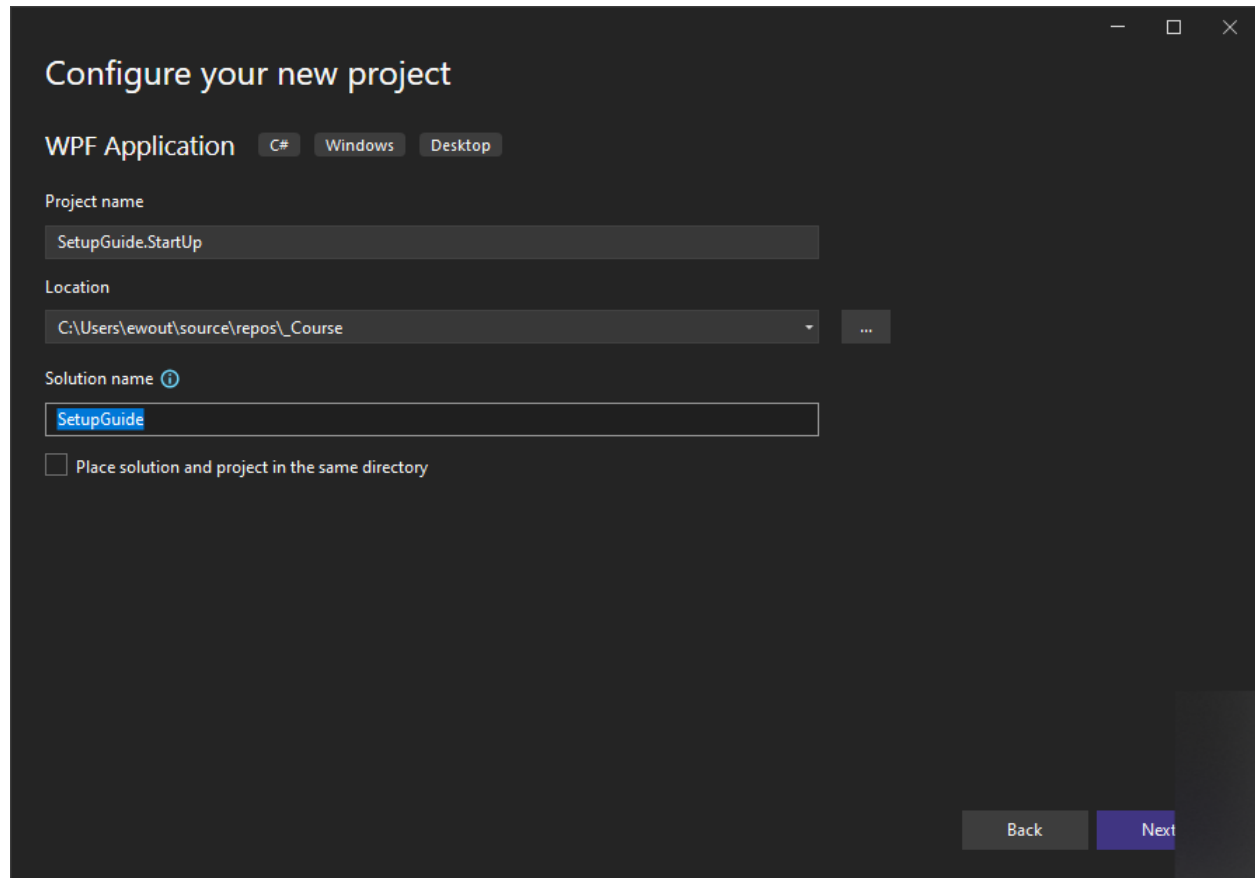 Configure your new project
WPF Application C# Windows Desktop
Project name
SetupGuide.StartUp
Location
C:\Users\ewout\source\repos\_Course
...
Solution name
SetupGuide
Place solution and project in the same directory
Back Next